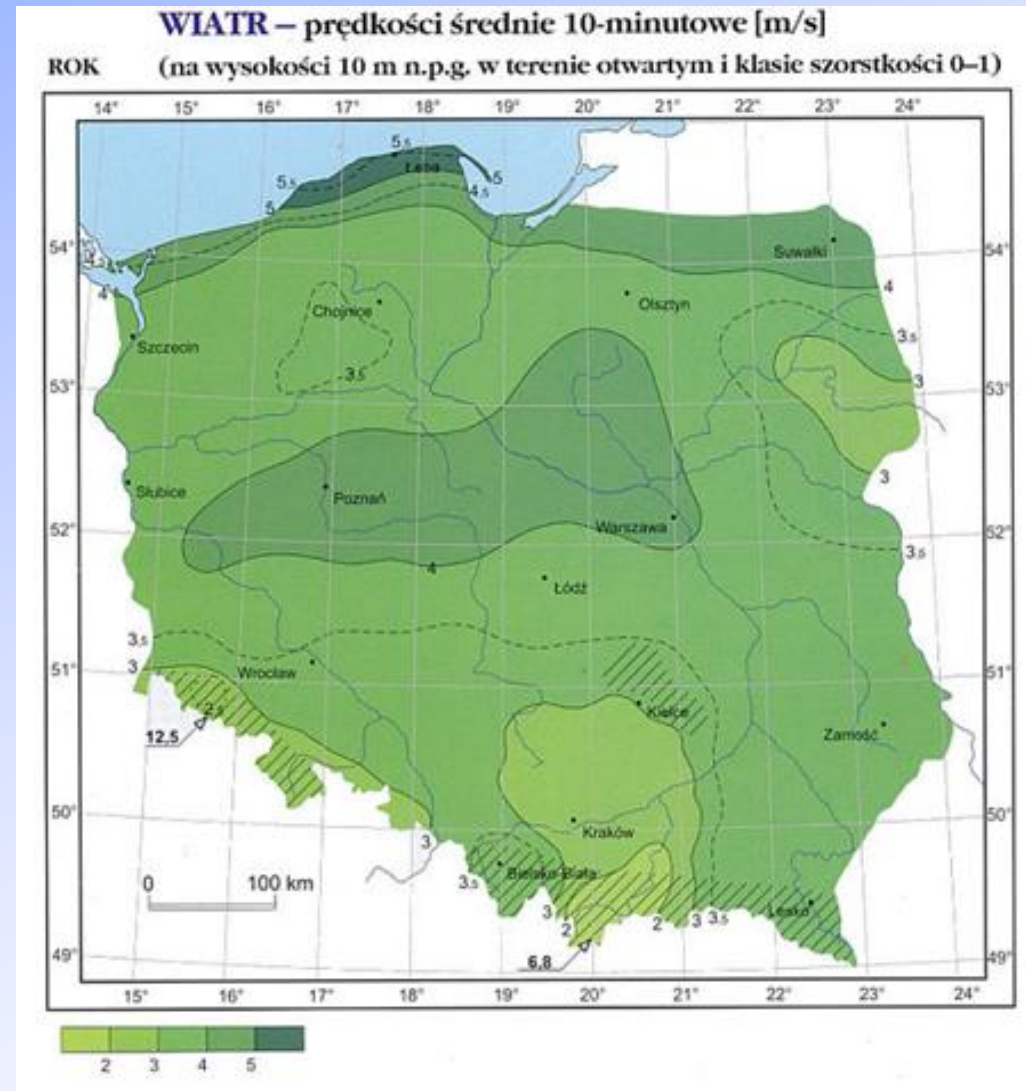 WIATR – prędkości średnie 10-minutowe [m/s]
ROK (na wysokości 10 m n.p.g. w terenie otwartym i klasie szorstkości 0–1)
14° 15° 16° 17° 18° 19° 20° 21° 22° 23° 24°
5,5
Łeba
5,5
5
4,5
5
54°
54°
Suwałki
4
4
Chojnice
Olsztyn
3,5
Szczecin
3,5
53°
3
53°
3
Słubice
Poznań
Warszawa
52°
52°
3,5
4
Łódź
3,5
3
51°
Wrocław
51°
2,5
12,5
Kielce
Zamość
50°
50°
Kraków
3
0 100 km
Bielsko-Biała
3,5
Lesko
3
2
2
3
3,5
49°
6,8
49°
15° 16° 17° 18° 19° 20° 21° 22° 23° 24°
2 3 4 5